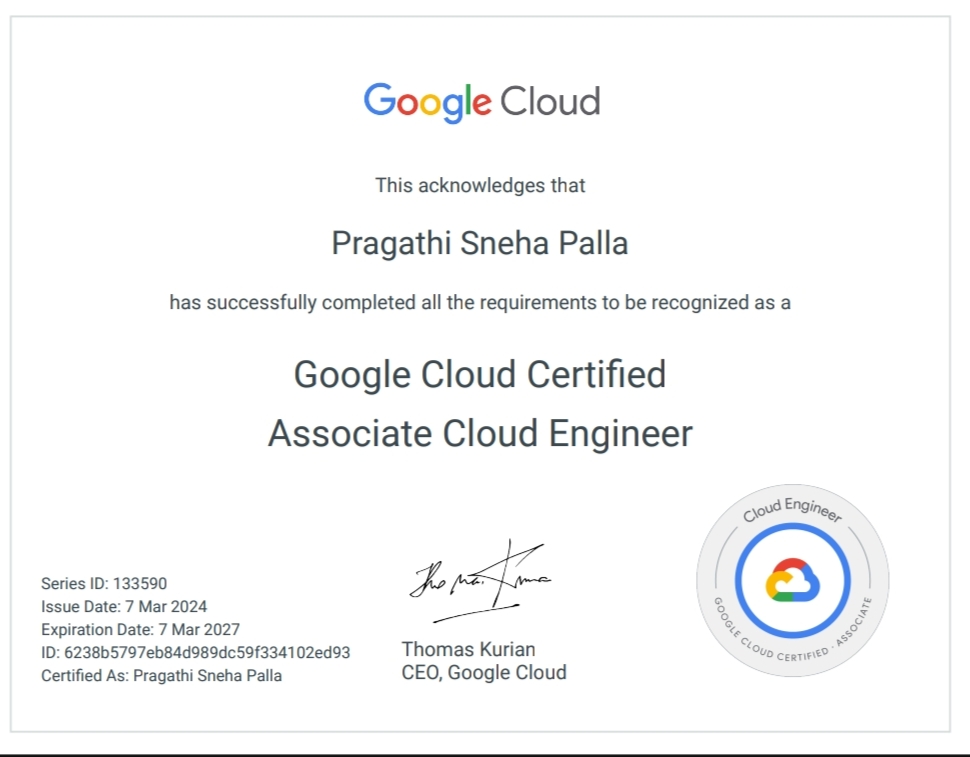 Google Cloud
This acknowledges that
Pragathi Sneha Palla
has successfully completed all the requirements to be recognized as a
Google Cloud Certified
Associate Cloud Engineer
Series ID: 133590
Issue Date: 7 Mar 2024
Expiration Date: 7 Mar 2027
ID: 6238b5797eb84d989dc59f334102ed93
Certified As: Pragathi Sneha Palla
Thomas Kurian
CEO, Google Cloud
Cloud Engineer
GOOGLE CLOUD CERTIFIED · ASSOCIATE